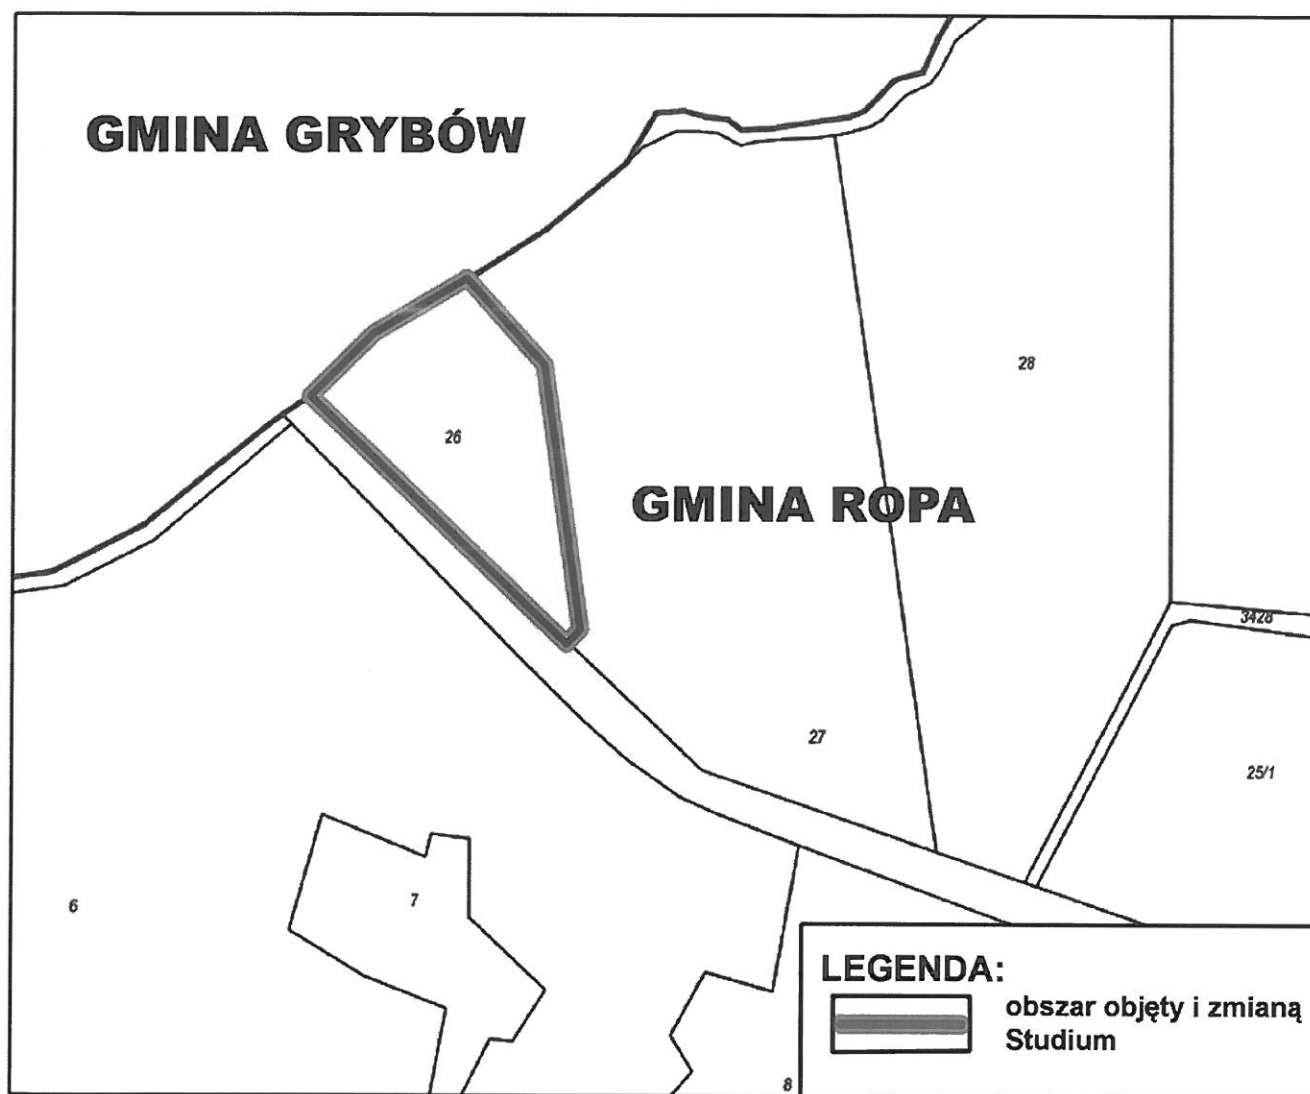 GMINA GRYBÓW
28
26
GMINA ROPA
3428
27
25/1
6
7
8
LEGENDA:
obszar objęty i zmianą
Studium